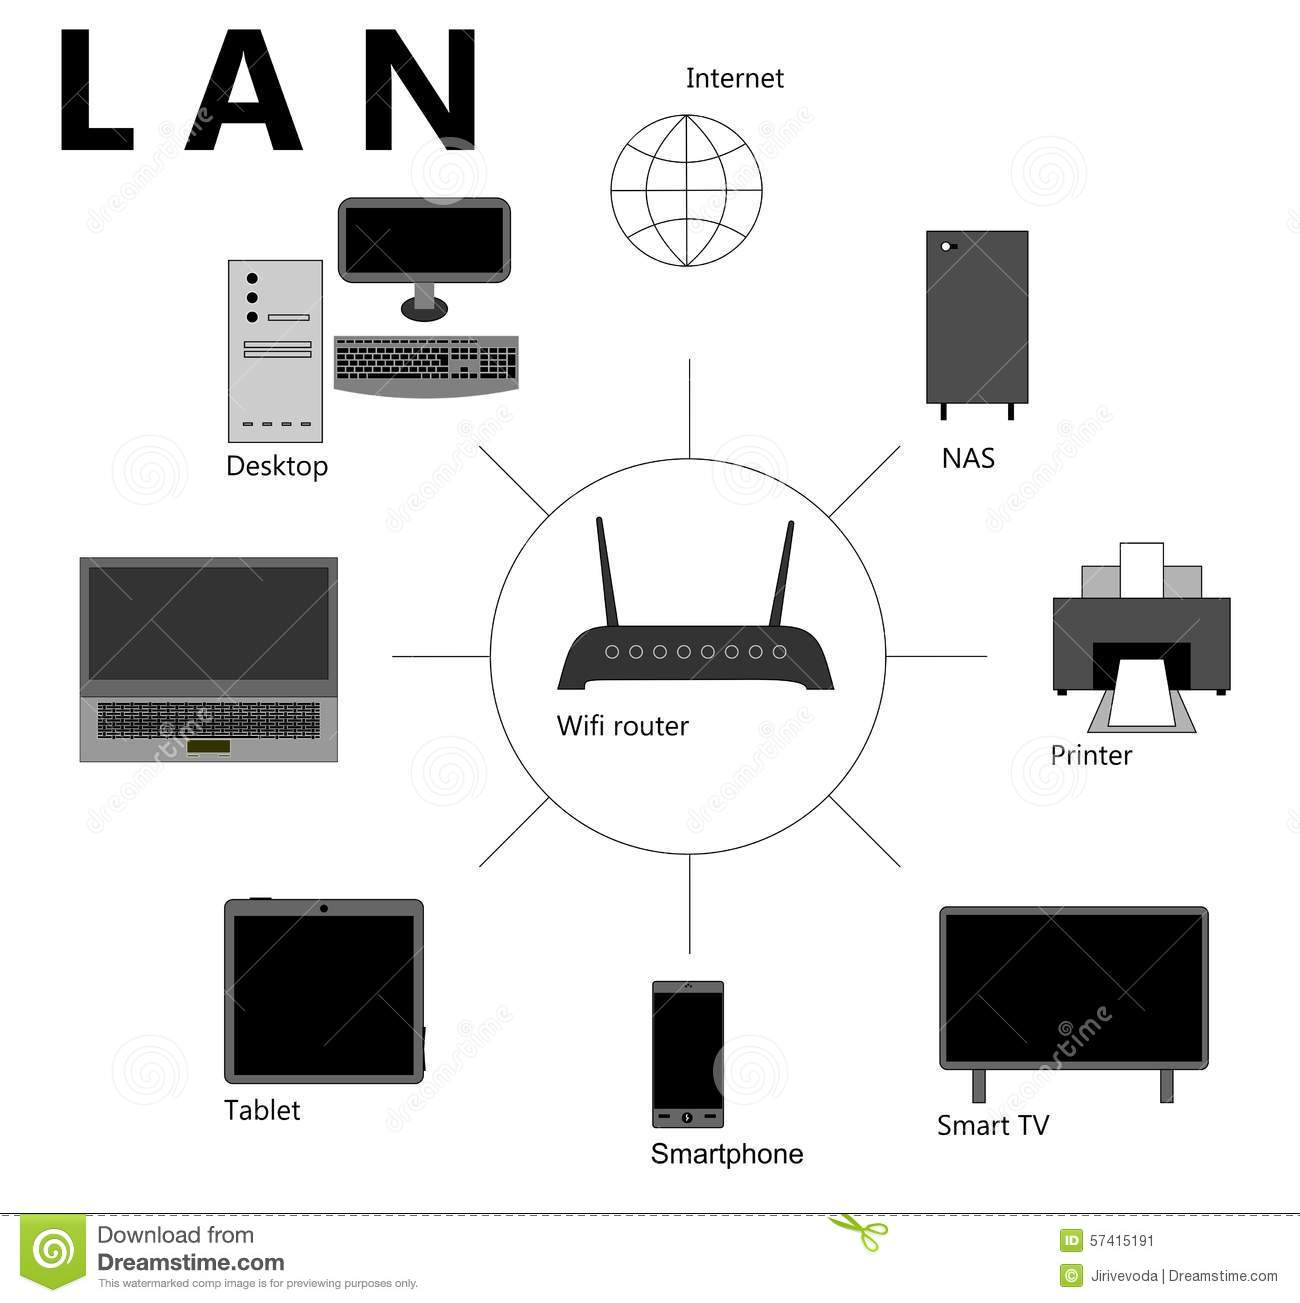 LAN
Internet
Desktop
NAS
Wifi router
Printer
Tablet
Smartphone
Smart TV
dreamstime
Download from
Dreamstime.com
This watermarked comp image is for previewing purposes only.
ID 57415191
© Jirivevoda | Dreamstime.com